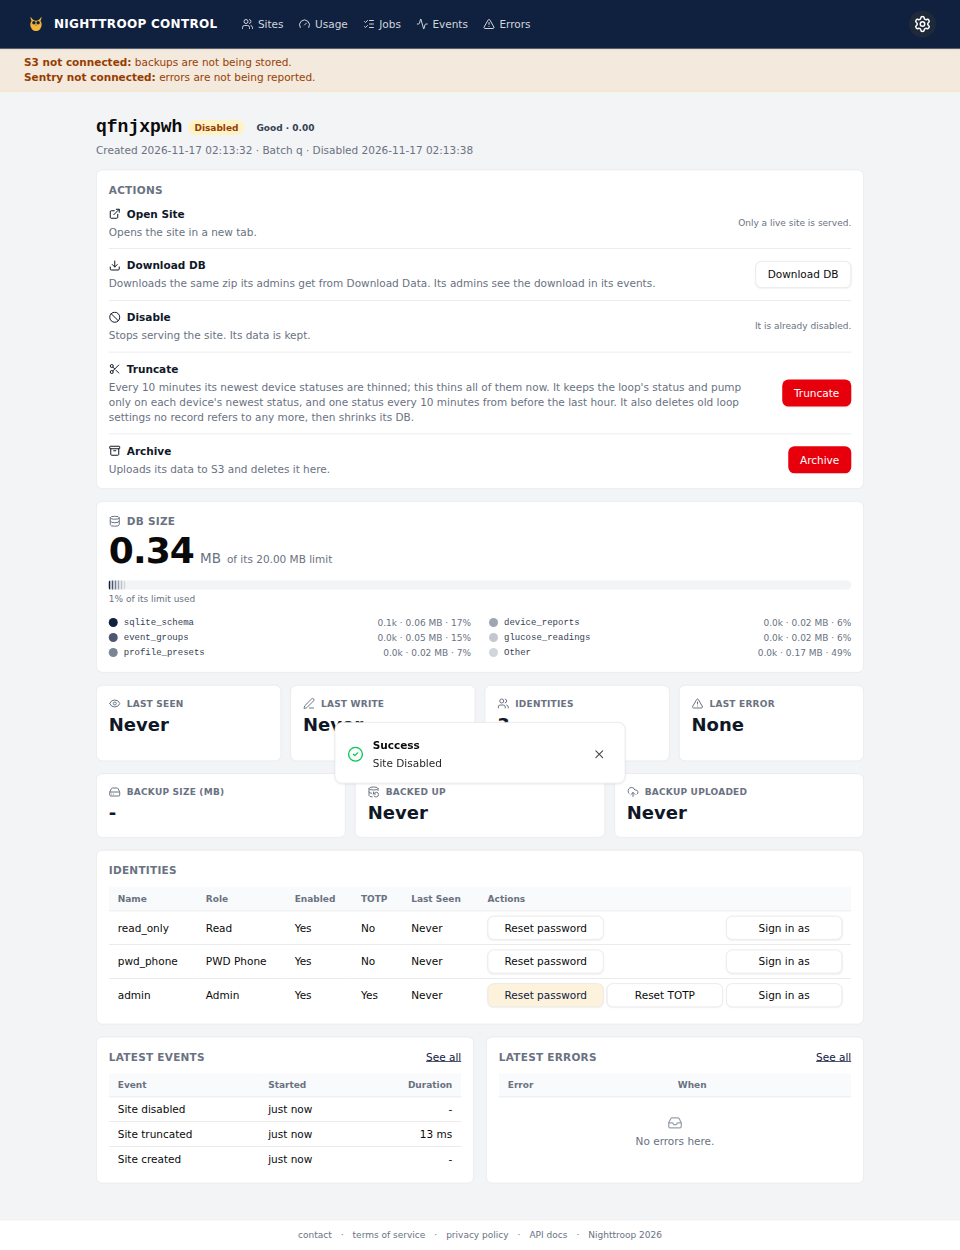 NIGHTTROOP CONTROL Sites Usage Jobs Events Errors
S3 not connected: backups are not being stored.
Sentry not connected: errors are not being reported.
qfnjxpwh Disabled Good · 0.00
Created 2026-11-17 02:13:32 · Batch q · Disabled 2026-11-17 02:13:38
ACTIONS
Open Site
Opens the site in a new tab.
Only a live site is served.
Download DB
Downloads the same zip its admins get from Download Data. Its admins see the download in its events.
Download DB
Disable
Stops serving the site. Its data is kept.
It is already disabled.
Truncate
Every 10 minutes its newest device statuses are thinned; this thins all of them now. It keeps the loop's status and pump
only on each device's newest status, and one status every 10 minutes from before the last hour. It also deletes old loop
settings no record refers to any more, then shrinks its DB.
Truncate
Archive
Uploads its data to S3 and deletes it here.
Archive
DB SIZE
0.34 MB of its 20.00 MB limit
1% of its limit used
sqlite_schema 0.1k · 0.06 MB · 17%
event_groups 0.0k · 0.05 MB · 15%
profile_presets 0.0k · 0.02 MB · 7%
device_reports 0.0k · 0.02 MB · 6%
glucose_readings 0.0k · 0.02 MB · 6%
Other 0.0k · 0.17 MB · 49%
LAST SEEN
Never
LAST WRITE
IDENTITIES
LAST ERROR
None
Success
Site Disabled
BACKUP SIZE (MB)
-
BACKED UP
Never
BACKUP UPLOADED
Never
IDENTITIES
Name Role Enabled TOTP Last Seen Actions
read_only Read Yes No Never Reset password Sign in as
pwd_phone PWD Phone Yes No Never Reset password Sign in as
admin Admin Yes Yes Never Reset password Reset TOTP Sign in as
LATEST EVENTS See all
Event Started Duration
Site disabled just now -
Site truncated just now 13 ms
Site created just now -
LATEST ERRORS See all
Error When
No errors here.
contact · terms of service · privacy policy · API docs · Nighttroop 2026